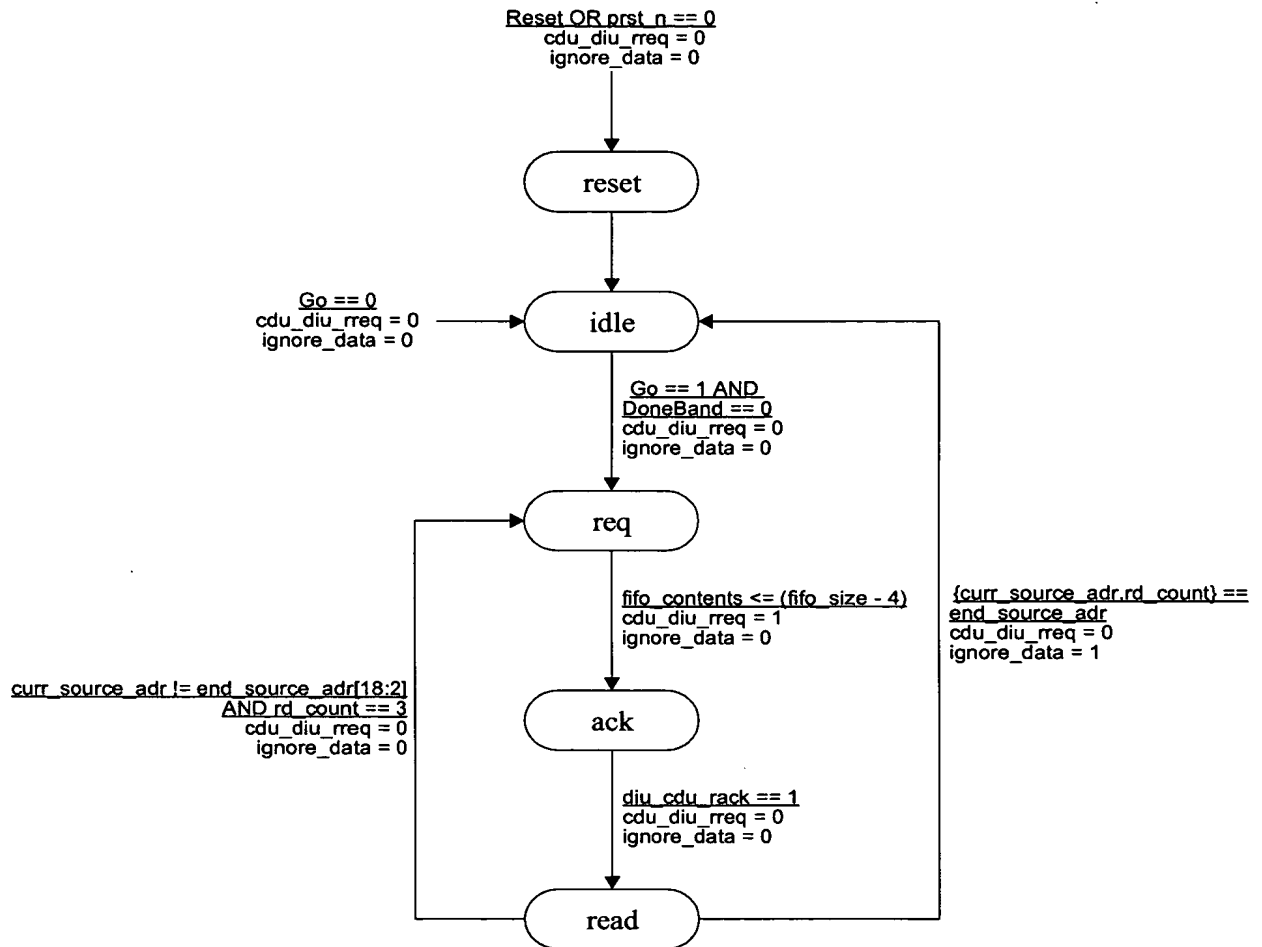 Reset OR prst_n == 0
cdu_diu_rreq = 0
ignore_data = 0
reset
Go == 0
cdu_diu_rreq = 0
ignore_data = 0
idle
Go == 1 AND
DoneBand == 0
cdu_diu_rreq = 0
ignore_data = 0
req
fifo_contents <= (fifo_size - 4)
cdu_diu_rreq = 1
ignore_data = 0
{curr_source_adr.rd_count} ==
end_source_adr
cdu_diu_rreq = 0
ignore_data = 1
curr_source_adr != end_source_adr[18:2]
AND rd_count == 3
cdu_diu_rreq = 0
ignore_data = 0
ack
diu_cdu_rack == 1
cdu_diu_rreq = 0
ignore_data = 0
read